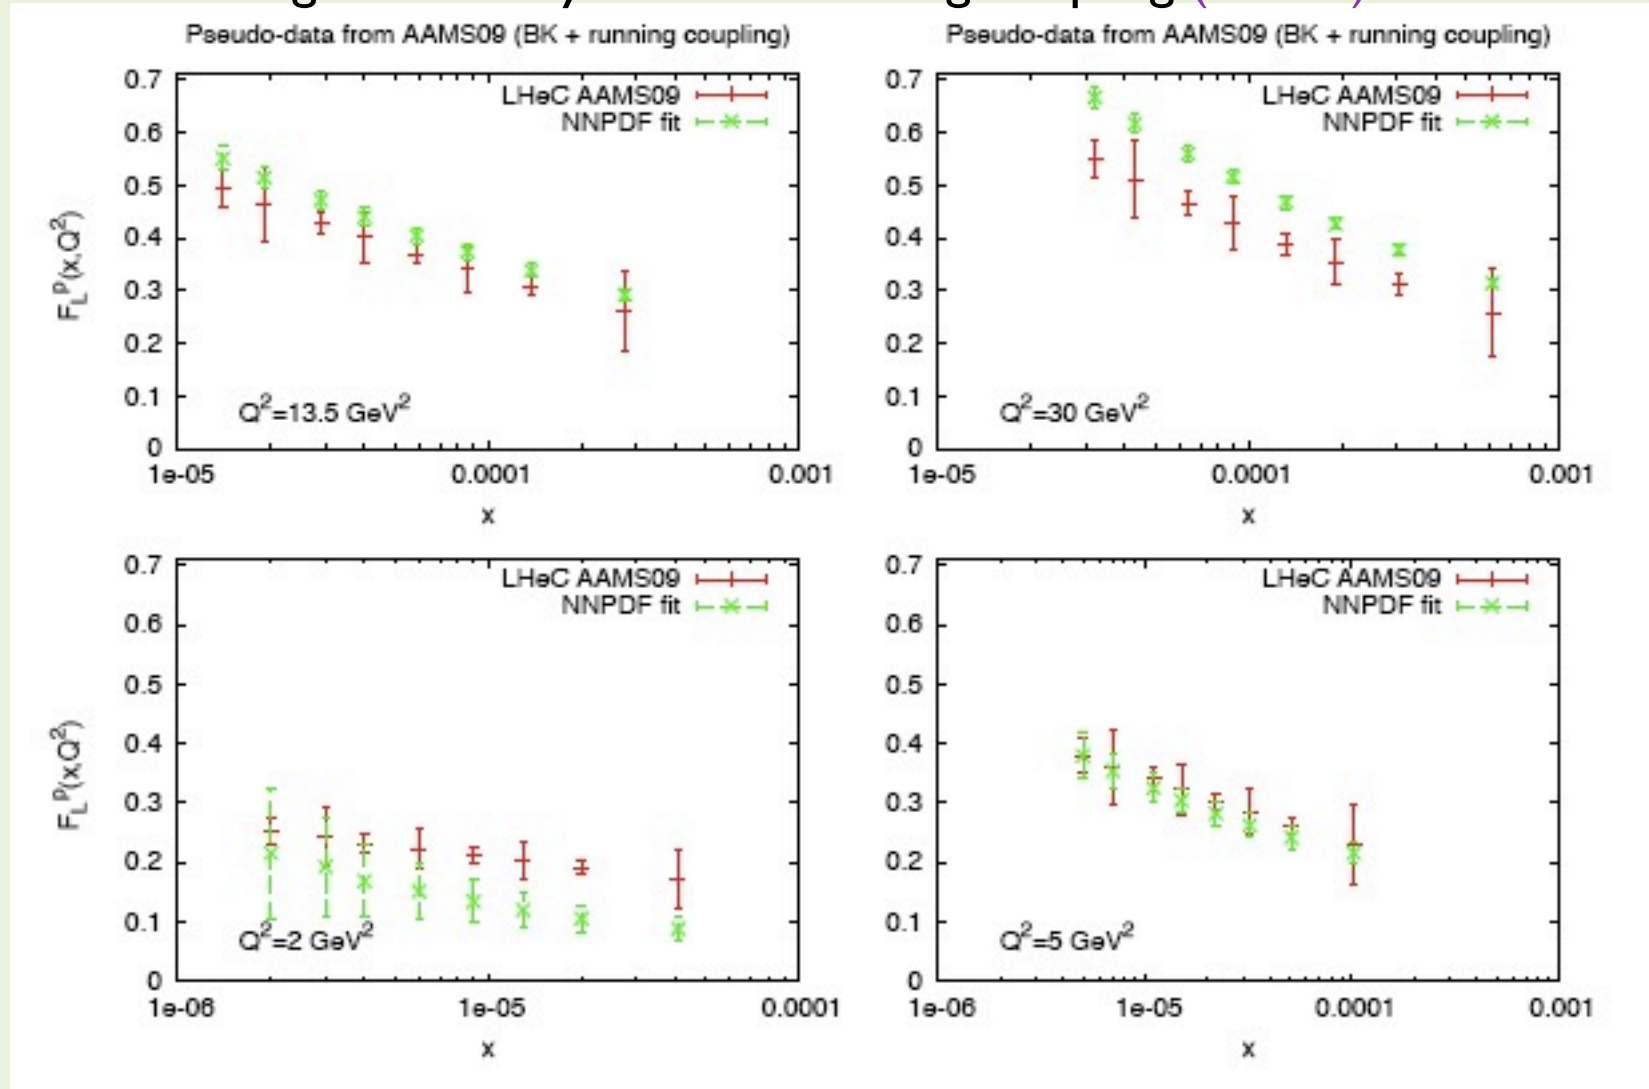 Pseudo-data from AAMS09 (BK + running coupling)
0.7
0.6
0.5
0.4
0.3
0.2
0.1
0
F_L^p(x,Q^2)
LHeC AAMS09
NNPDF fit
Q^2=13.5 GeV^2
1e-05 0.0001 0.001
x
Pseudo-data from AAMS09 (BK + running coupling)
0.7
0.6
0.5
0.4
0.3
0.2
0.1
0
LHeC AAMS09
NNPDF fit
Q^2=30 GeV^2
1e-05 0.0001 0.001
x
0.7
0.6
0.5
0.4
0.3
0.2
0.1
0
F_L^p(x,Q^2)
LHeC AAMS09
NNPDF fit
Q^2=2 GeV^2
1e-06 1e-05 0.0001
x
0.7
0.6
0.5
0.4
0.3
0.2
0.1
0
LHeC AAMS09
NNPDF fit
Q^2=5 GeV^2
1e-06 1e-05 0.0001 0.001
x